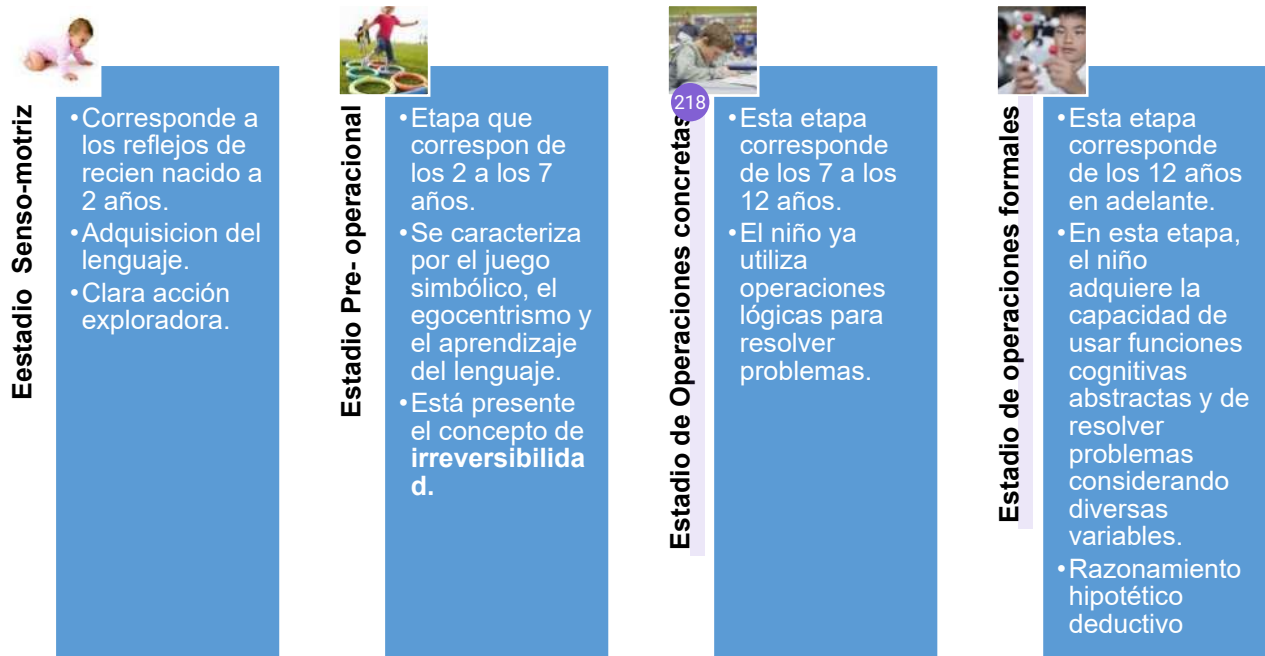 Eestadio Senso-motriz
•Corresponde a
los reflejos de
recien nacido a
2 años.
•Adquisicion del
lenguaje.
•Clara acción
exploradora.
Estadio Pre- operacional
•Etapa que
correspon de
los 2 a los 7
años.
•Se caracteriza
por el juego
simbólico, el
egocentrismo y
el aprendizaje
del lenguaje.
•Está presente
el concepto de
irreversibilida
d.
218
Estadio de Operaciones concretas
•Esta etapa
corresponde
de los 7 a los
12 años.
•El niño ya
utiliza
operaciones
lógicas para
resolver
problemas.
Estadio de operaciones formales
•Esta etapa
corresponde
de los 12 años
en adelante.
•En esta etapa,
el niño
adquiere la
capacidad de
usar funciones
cognitivas
abstractas y de
resolver
problemas
considerando
diversas
variables.
•Razonamiento
hipotético
deductivo